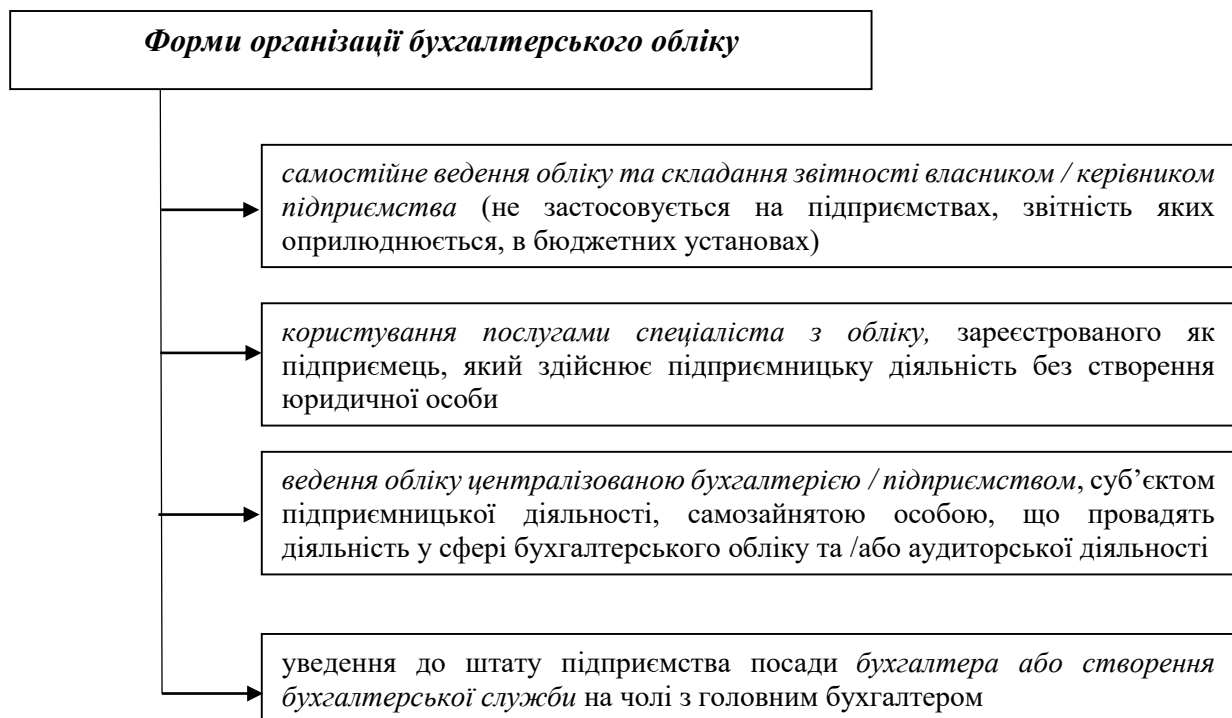 Форми організації бухгалтерського обліку
самостійне ведення обліку та складання звітності власником / керівником
підприємства (не застосовується на підприємствах, звітність яких
оприлюднюється, в бюджетних установах)
користування послугами спеціаліста з обліку, зареєстрованого як
підприємець, який здійснює підприємницьку діяльність без створення
юридичної особи
ведення обліку централізованою бухгалтерією / підприємством, суб’єктом
підприємницької діяльності, самозайнятою особою, що провадять
діяльність у сфері бухгалтерського обліку та /або аудиторської діяльності
уведення до штату підприємства посади бухгалтера або створення
бухгалтерської служби на чолі з головним бухгалтером